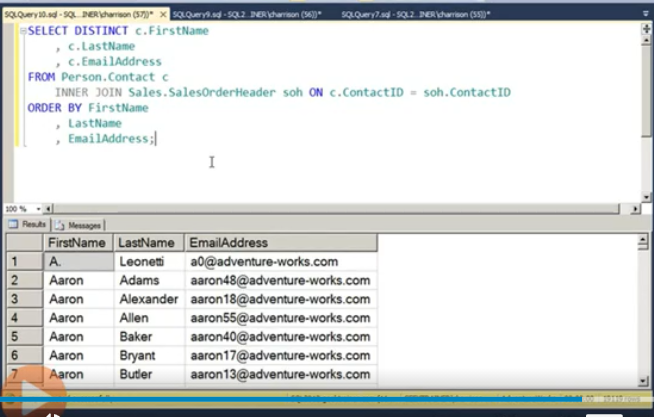 SQLQuery10.sql - SQL...INER\charrison (57))* SQLQuery9.sql - SQL2...INER\charrison (56))* SQLQuery7.sql - SQL2...INER\charrison (55))*
SELECT DISTINCT c.FirstName
, c.LastName
, c.EmailAddress
FROM Person.Contact c
INNER JOIN Sales.SalesOrderHeader soh ON c.ContactID = soh.ContactID
ORDER BY FirstName
, LastName
, EmailAddress;
100 %
Results Messages
FirstName LastName EmailAddress
1 A. Leonetti a0@adventure-works.com
2 Aaron Adams aaron48@adventure-works.com
3 Aaron Alexander aaron18@adventure-works.com
4 Aaron Allen aaron55@adventure-works.com
5 Aaron Baker aaron40@adventure-works.com
6 Aaron Bryant aaron17@adventure-works.com
7 Aaron Butler aaron13@adventure-works.com